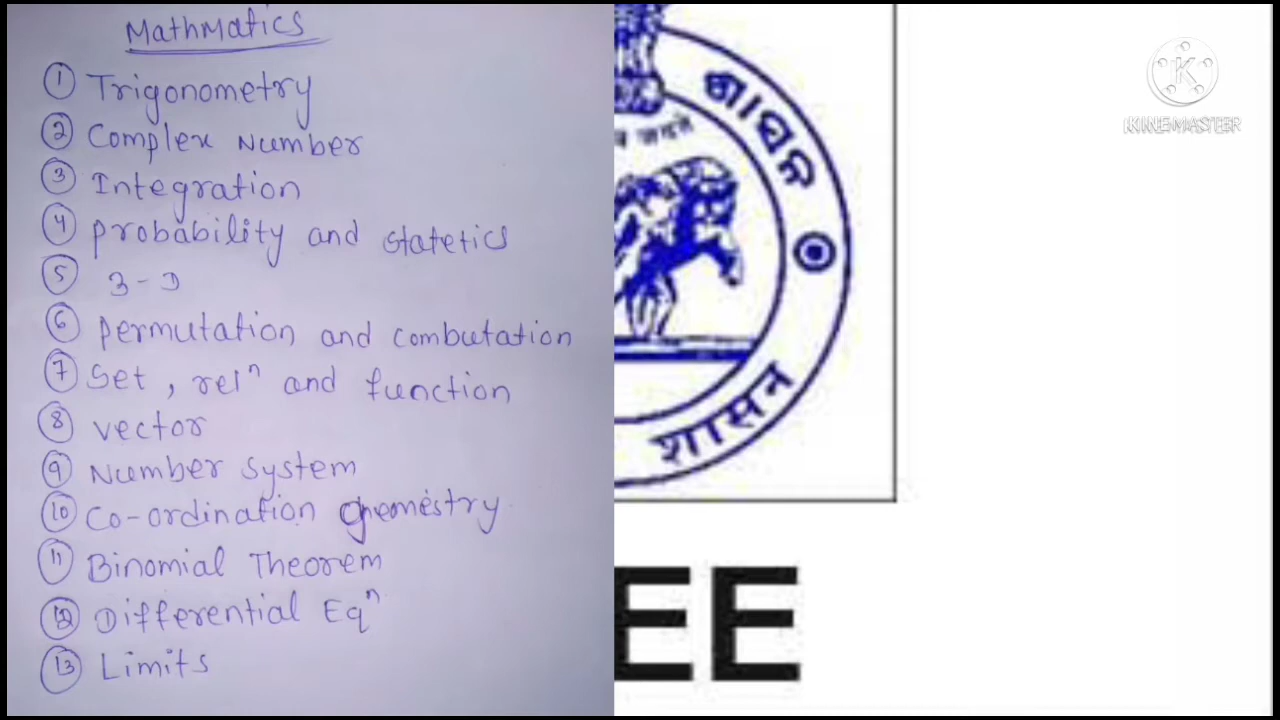 Mathmatics
① Trigonometry
② Complex Number
③ Integration
④ Probability and Statetics
⑤ 3-D
⑥ Permutation and combutation
⑦ Set, relⁿ and function
⑧ Vector
⑨ Number System
⑩ Co-ordination
⑪ Binomial Theorem
⑫ Differential Eqⁿ
⑬ Limits
ଶାସନ
जयते
शासन
EE
KINEMASTER